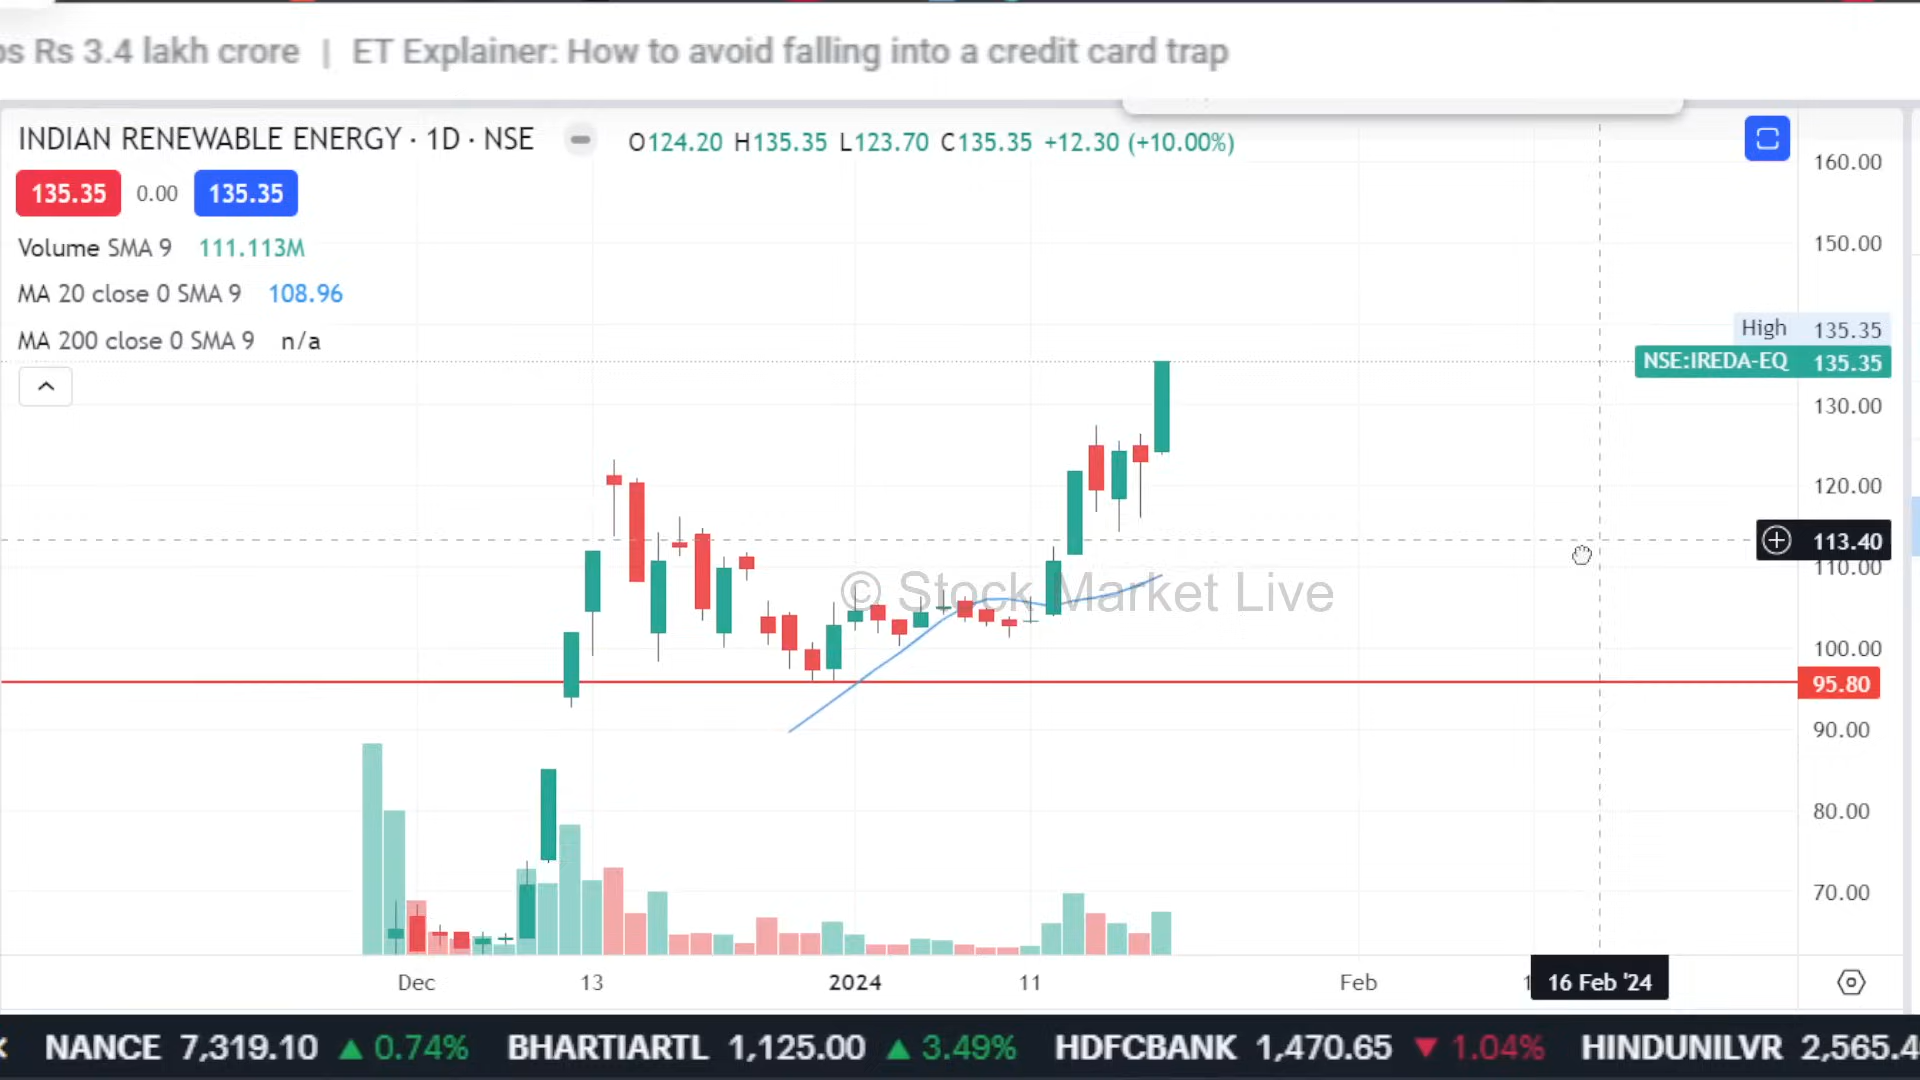 Rs 3.4 lakh crore | ET Explainer: How to avoid falling into a credit card trap
INDIAN RENEWABLE ENERGY · 1D · NSE
O124.20 H135.35 L123.70 C135.35 +12.30 (+10.00%)
135.35 0.00 135.35
Volume SMA 9 111.113M
MA 20 close 0 SMA 9 108.96
MA 200 close 0 SMA 9 n/a
160.00
150.00
High 135.35
NSE:IREDA-EQ 135.35
130.00
120.00
113.40
110.00
© Stock Market Live
100.00
95.80
90.00
80.00
70.00
Dec 13 2024 11 Feb 16 Feb '24
NANCE 7,319.10 ▲ 0.74% BHARTIARTL 1,125.00 ▲ 3.49% HDFCBANK 1,470.65 ▼ 1.04% HINDUNILVR 2,565.4